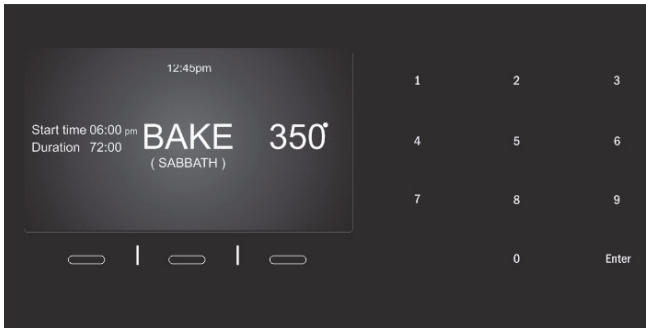 12:45pm
Start time 06:00 pm BAKE 350°
Duration 72:00
( SABBATH )
1 2 3
4 5 6
7 8 9
0 Enter